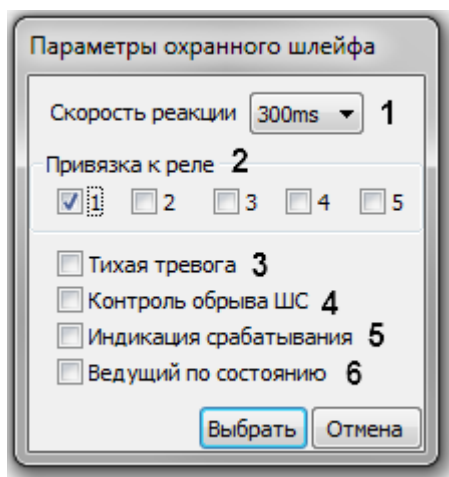 Параметры охранного шлейфа
Скорость реакции 300ms 1
Привязка к реле 2
1 2 3 4 5
Тихая тревога 3
Контроль обрыва ШС 4
Индикация срабатывания 5
Ведущий по состоянию 6
Выбрать Отмена